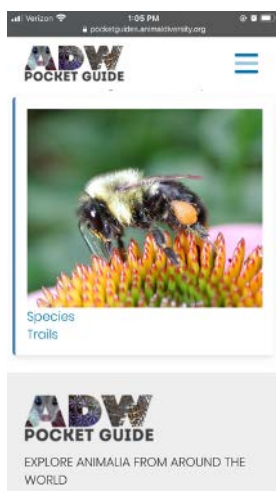 Verizon
1:05 PM
pocketguides.animaldiversity.org
ADW
POCKET GUIDE
Species
Trails
ADW
POCKET GUIDE
EXPLORE ANIMALIA FROM AROUND THE
WORLD